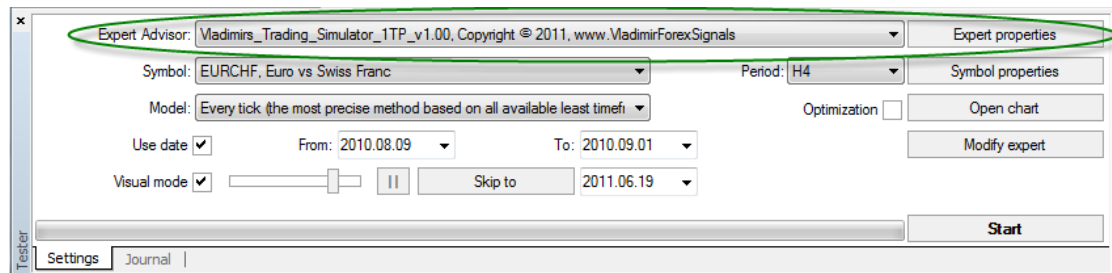 Expert Advisor: Vladimirs_Trading_Simulator_1TP_v1.00, Copyright © 2011, www.VladimirForexSignals Expert properties
Symbol: EURCHF, Euro vs Swiss Franc Period: H4 Symbol properties
Model: Every tick (the most precise method based on all available least timefr Optimization Open chart
Use date From: 2010.08.09 To: 2010.09.01 Modify expert
Visual mode Skip to 2011.06.19
Start
Tester
Settings Journal